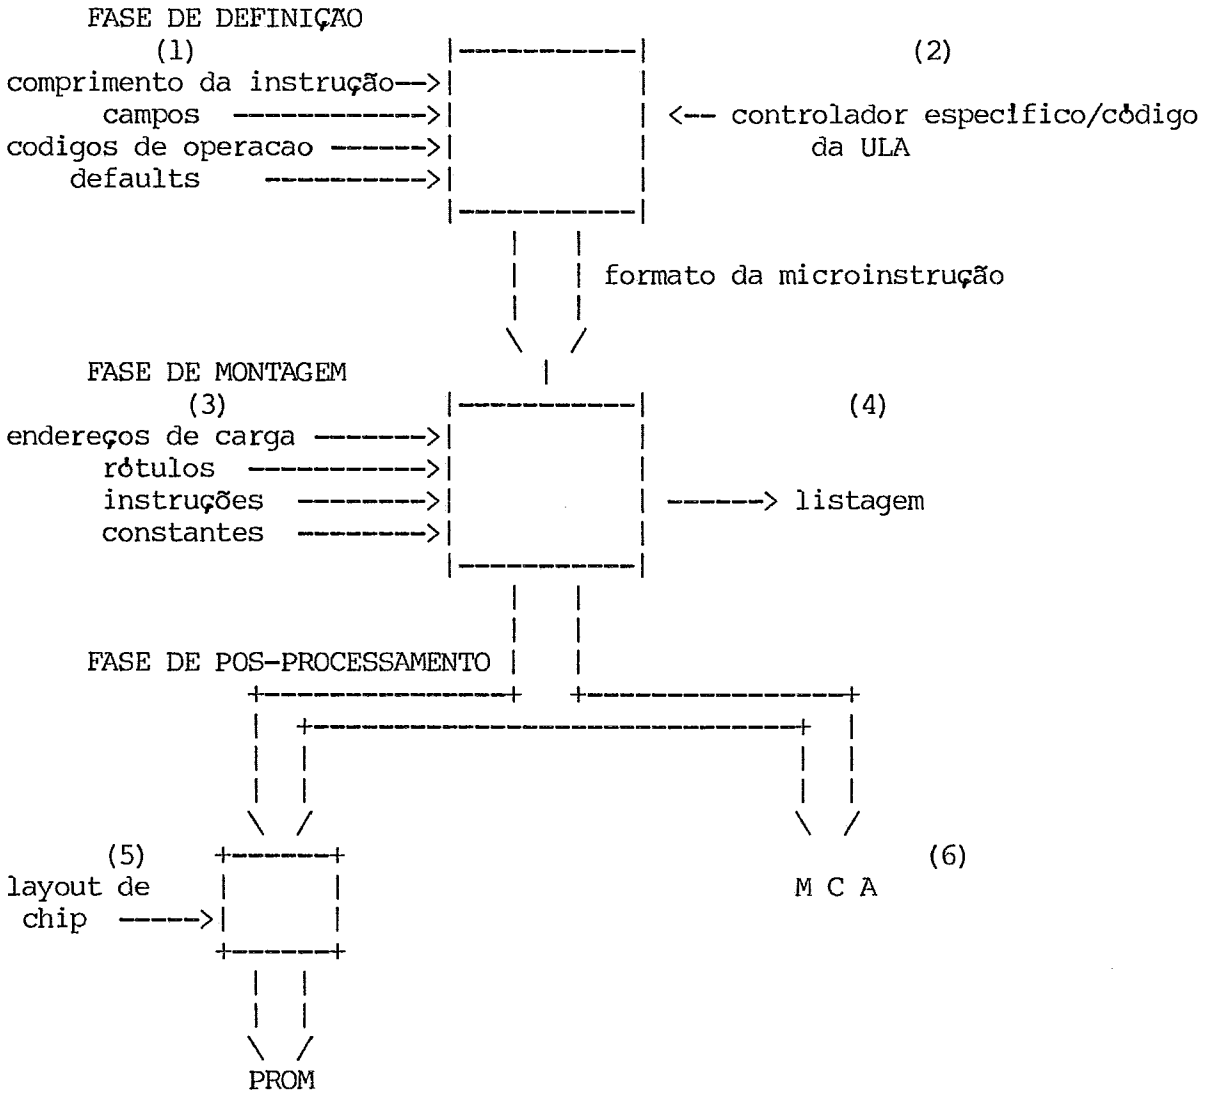 FASE DE DEFINIÇÃO
(1) (2)
comprimento da instrução
campos
controlador específico/código
codigos de operacao
da ULA
defaults
formato da microinstrução
FASE DE MONTAGEM
(3) (4)
endereços de carga
rótulos
instruções
listagem
constantes
FASE DE POS-PROCESSAMENTO
(5) (6)
layout de
M C A
chip
PROM